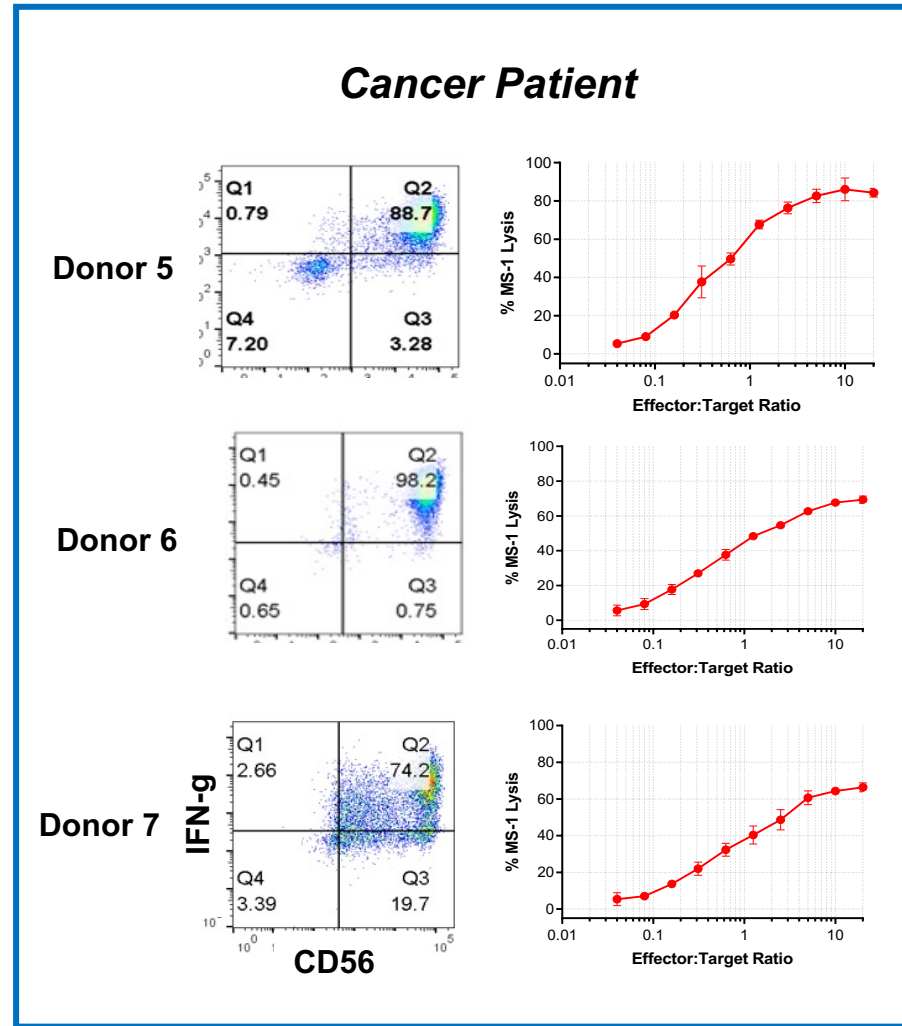 Cancer Patient
Donor 5
Q1
0.79
Q2
88.7
Q4
7.20
Q3
3.28
% MS-1 Lysis
100
80
60
40
20
0
0.01 0.1 1 10
Effector:Target Ratio
Donor 6
Q1
0.45
Q2
98.2
Q4
0.65
Q3
0.75
% MS-1 Lysis
100
80
60
40
20
0
0.01 0.1 1 10
Effector:Target Ratio
Donor 7
IFN-g
Q1
2.66
Q2
74.2
Q4
3.39
Q3
19.7
10⁰ 1 10⁵
CD56
% MS-1 Lysis
100
80
60
40
20
0
0.01 0.1 1 10
Effector:Target Ratio